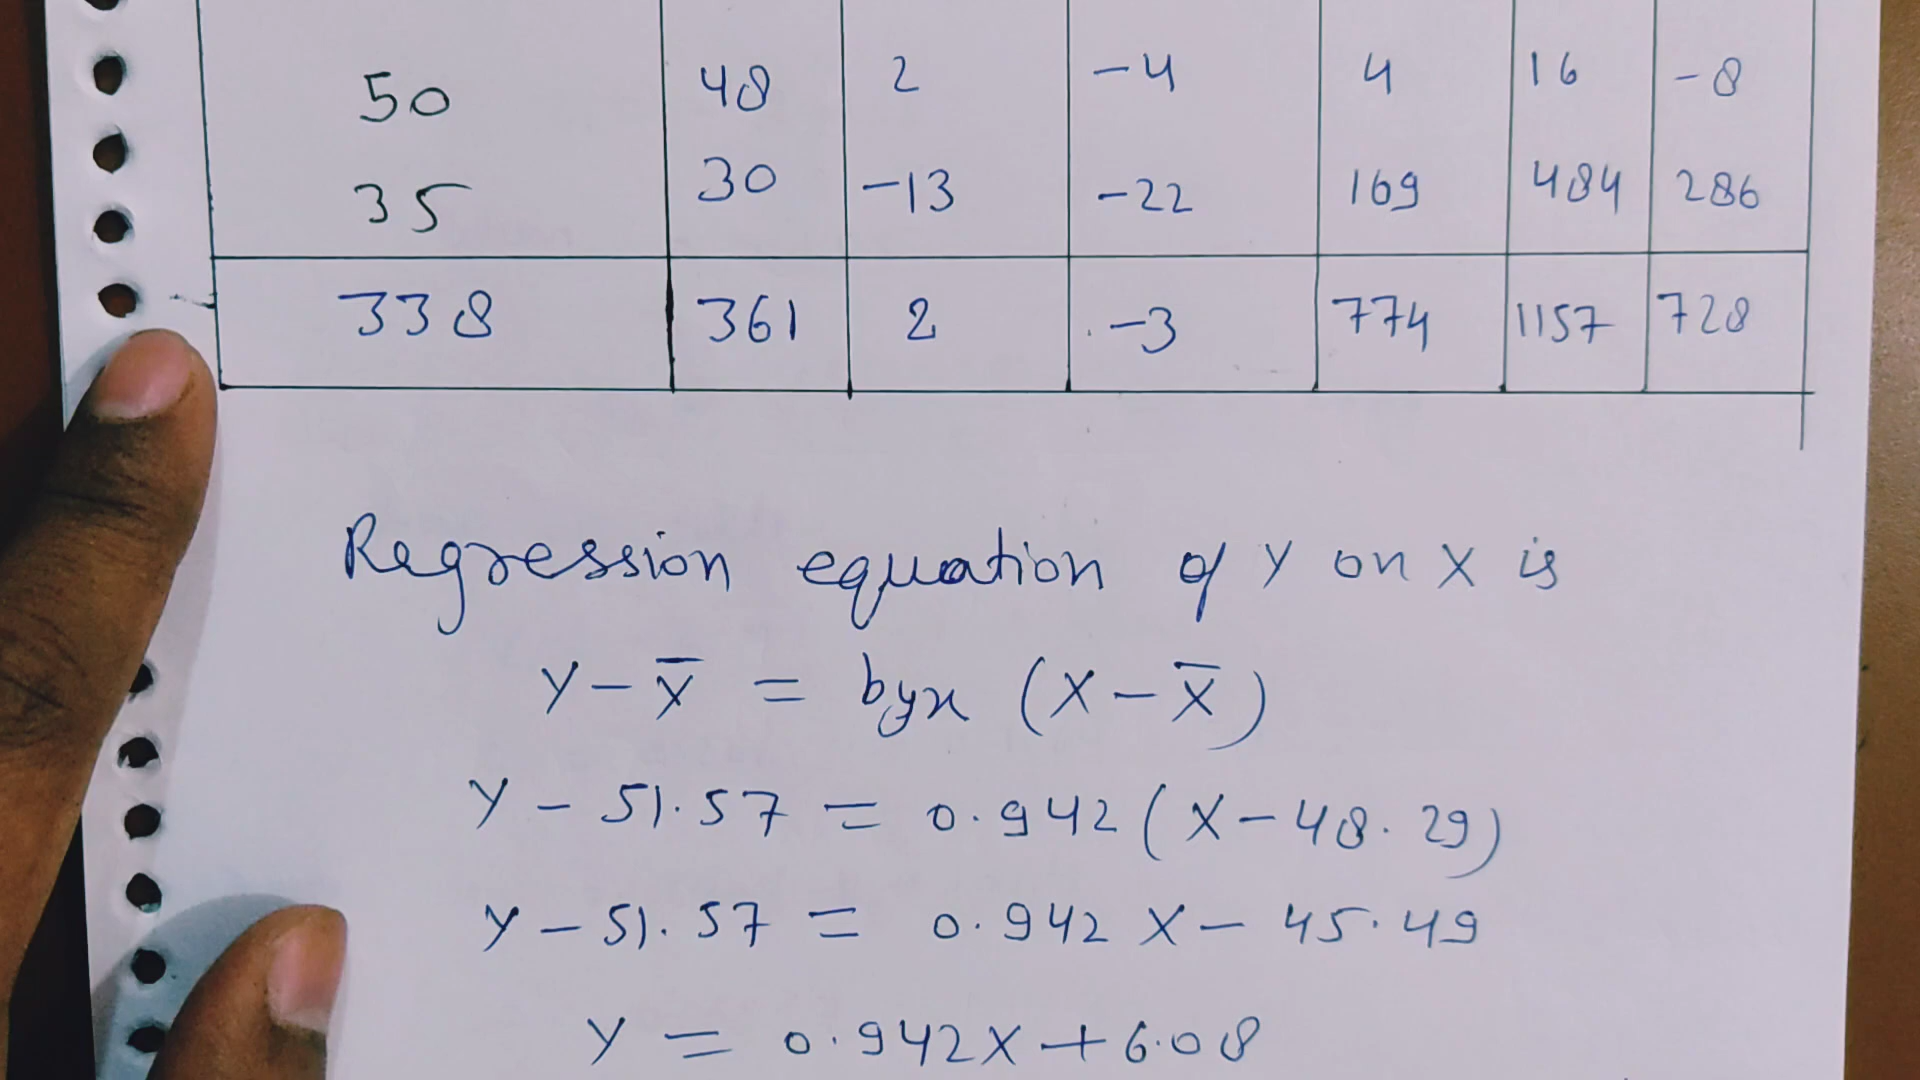 50 48 2 -4 4 16 -8
35 30 -13 -22 169 484 286
338 361 2 -3 774 1157 728
Regression equation of Y on X is
Y - X̅ = byx (X - X̅)
Y - 51.57 = 0.942 (X - 48.29)
Y - 51.57 = 0.942 X - 45.49
Y = 0.942X + 6.08